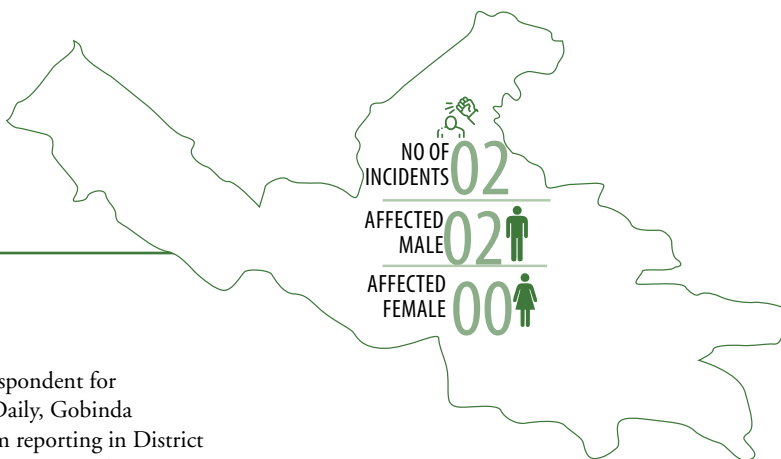 NO OF
INCIDENTS 02
AFFECTED
MALE 02
AFFECTED
FEMALE 00
spondent for
Daily, Gobinda
reporting in District